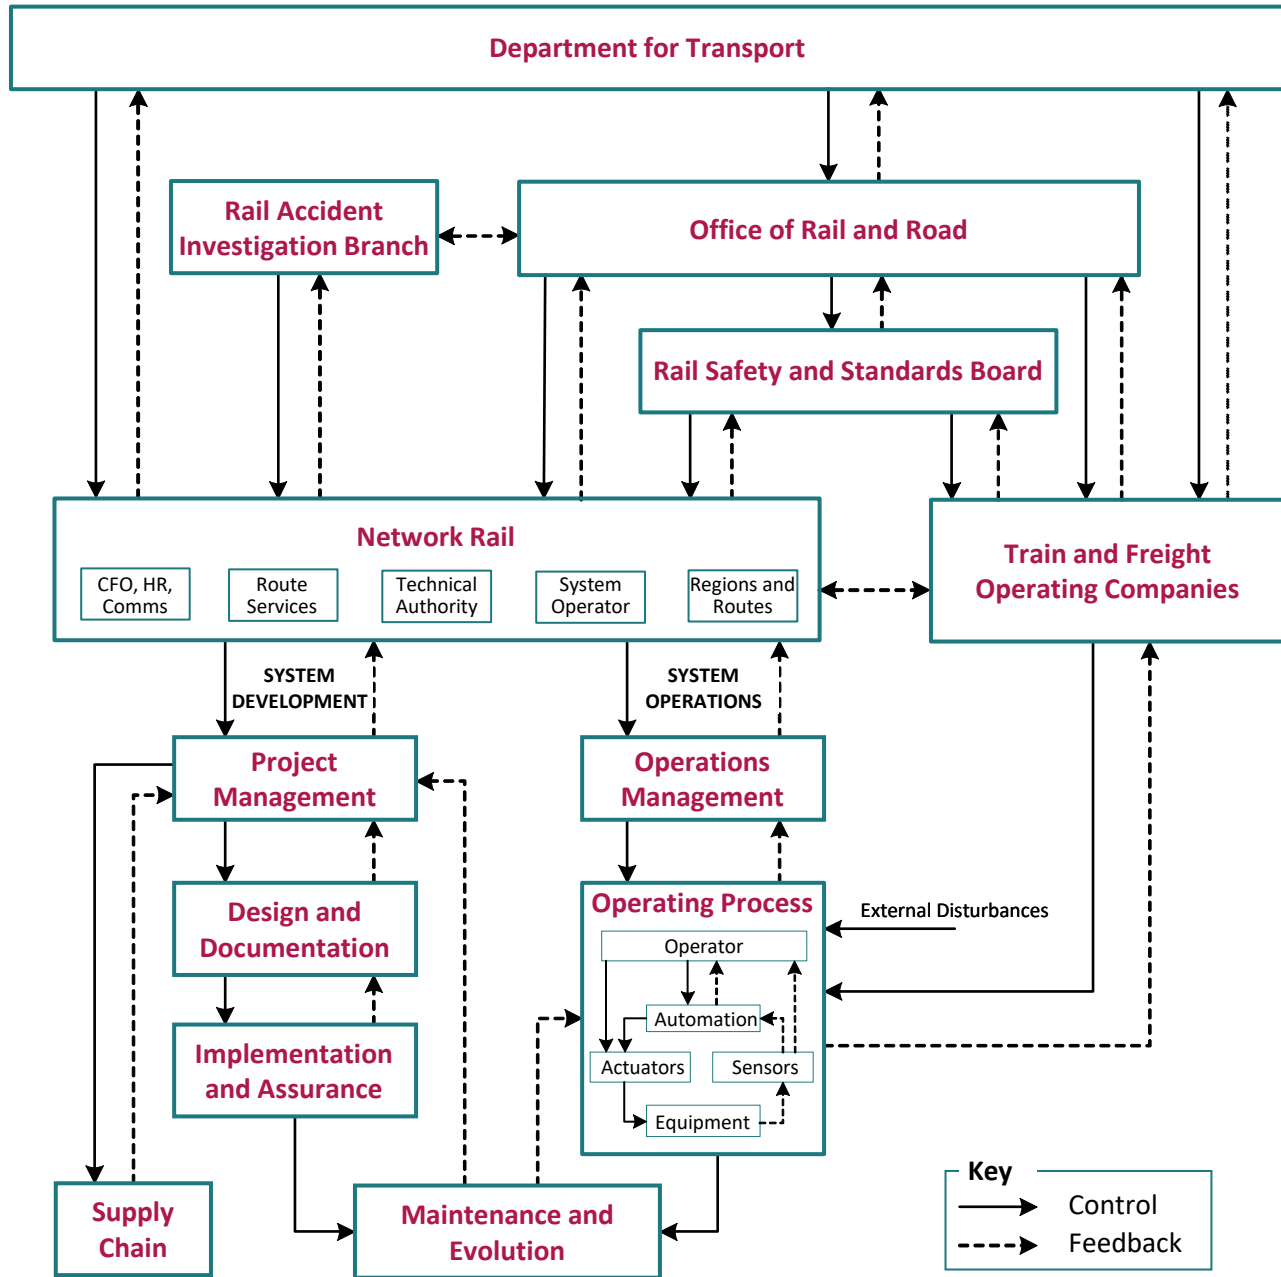 Department for Transport
Rail Accident
Investigation Branch
Office of Rail and Road
Rail Safety and Standards Board
Network Rail
CFO, HR,
Comms
Route
Services
Technical
Authority
System
Operator
Regions and
Routes
Train and Freight
Operating Companies
SYSTEM
DEVELOPMENT
SYSTEM
OPERATIONS
Project
Management
Operations
Management
Design and
Documentation
Operating Process
Operator
Automation
Actuators
Sensors
Equipment
External Disturbances
Implementation
and Assurance
Supply
Chain
Maintenance and
Evolution
Key
Control
Feedback